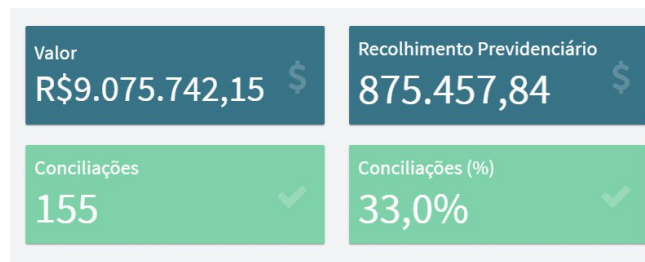 Valor
R$9.075.742,15
$
Recolhimento Previdenciário
875.457,84
$
Conciliações
155
Conciliações (%)
33,0%